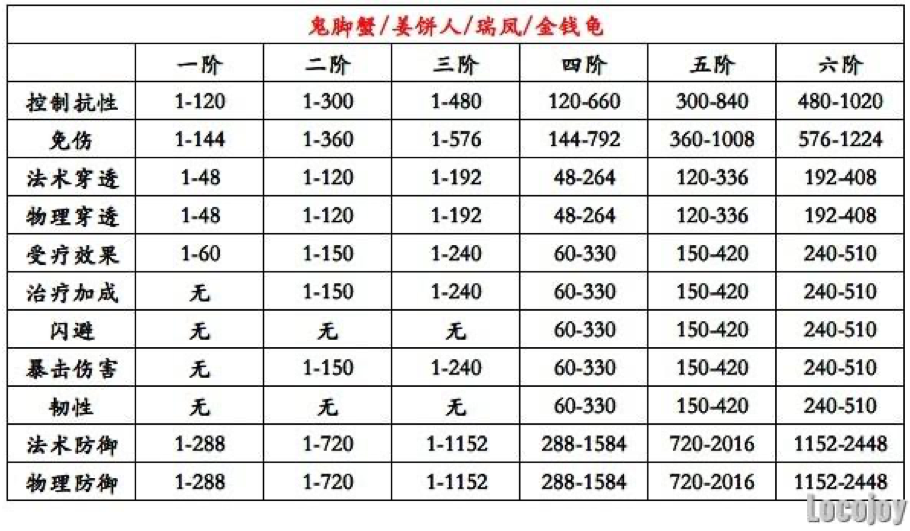 鬼脚蟹/姜饼人/瑞凤/金钱龟
一阶 二阶 三阶 四阶 五阶 六阶
控制抗性 1-120 1-300 1-480 120-660 300-840 480-1020
免伤 1-144 1-360 1-576 144-792 360-1008 576-1224
法术穿透 1-48 1-120 1-192 48-264 120-336 192-408
物理穿透 1-48 1-120 1-192 48-264 120-336 192-408
受疗效果 1-60 1-150 1-240 60-330 150-420 240-510
治疗加成 无 1-150 1-240 60-330 150-420 240-510
闪避 无 无 无 60-330 150-420 240-510
暴击伤害 无 1-150 1-240 60-330 150-420 240-510
韧性 无 无 无 60-330 150-420 240-510
法术防御 1-288 1-720 1-1152 288-1584 720-2016 1152-2448
物理防御 1-288 1-720 1-1152 288-1584 720-2016 1152-2448
Locojoy